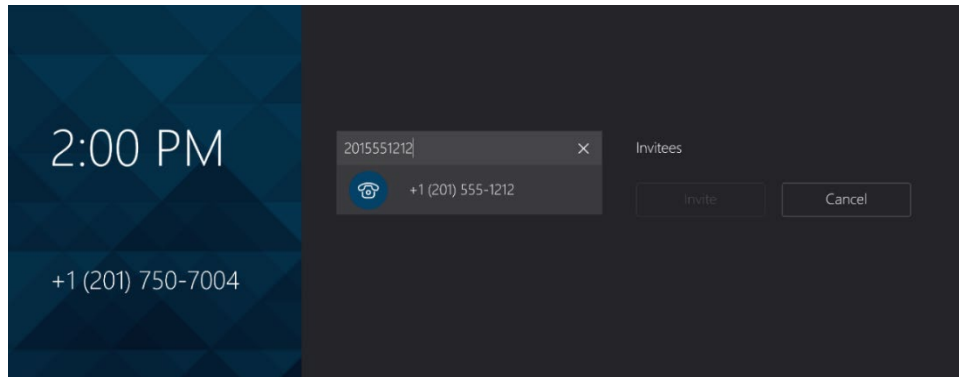 2:00 PM
+1 (201) 750-7004
2015551212
+1 (201) 555-1212
Invitees
Invite
Cancel